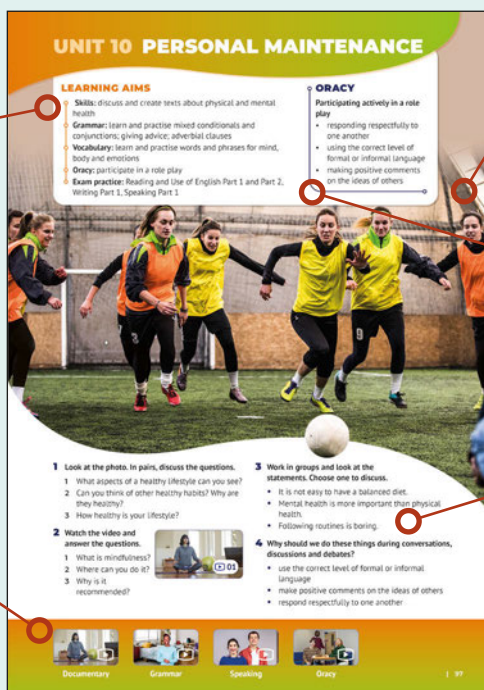 UNIT 10 PERSONAL MAINTENANCE
LEARNING AIMS
Skills: discuss and create texts about physical and mental
health
Grammar: learn and practise mixed conditionals and
conjunctions; giving advice; adverbial clauses
Vocabulary: learn and practise words and phrases for mind,
body and emotions
Oracy: participate in a role play
Exam practice: Reading and Use of English Part 1 and Part 2,
Writing Part 1, Speaking Part 1
ORACY
Participating actively in a role
play
• responding respectfully to
one another
• using the correct level of
formal or informal language
• making positive comments
on the ideas of others
1 Look at the photo. In pairs, discuss the questions.
1 What aspects of a healthy lifestyle can you see?
2 Can you think of other healthy habits? Why are
they healthy?
3 How healthy is your lifestyle?
2 Watch the video and
answer the questions.
1 What is mindfulness?
2 Where can you do it?
3 Why is it
recommended?
01
3 Work in groups and look at the
statements. Choose one to discuss.
• It is not easy to have a balanced diet.
• Mental health is more important than physical
health.
• Following routines is boring.
4 Why should we do these things during conversations,
discussions and debates?
• use the correct level of formal or informal
language
• make positive comments on the ideas of others
• respond respectfully to one another
Documentary
Grammar
Speaking
Oracy
97